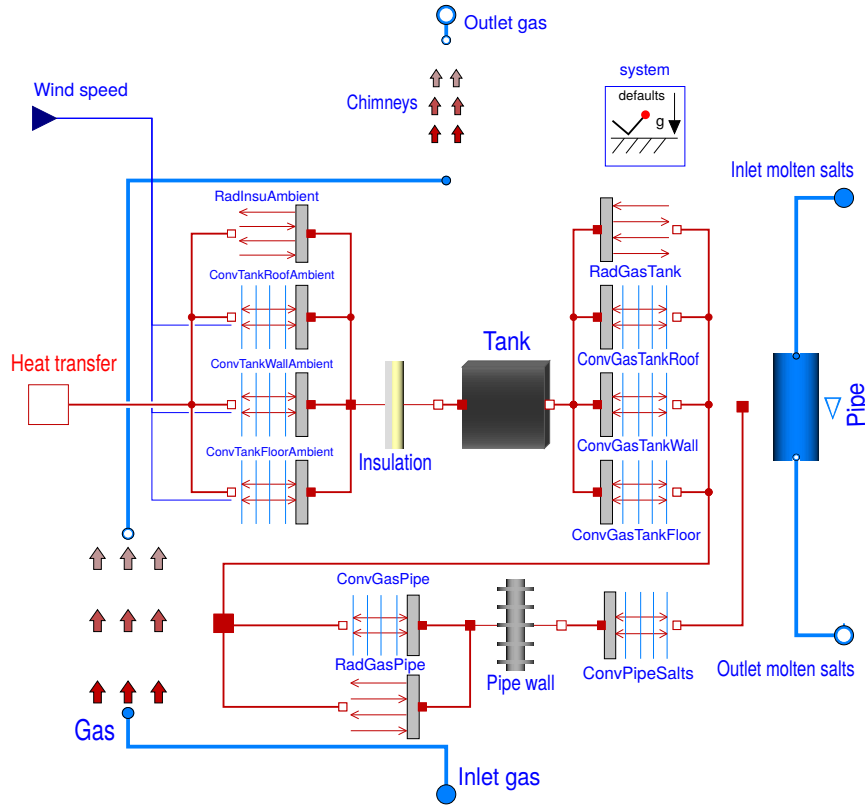 Outlet gas
system
Wind speed
defaults
Chimneys
g
Inlet molten salts
RadInsuAmbient
RadGasTank
ConvTankRoofAmbient
Tank
ConvGasTankRoof
Heat transfer
ConvTankWallAmbient
Pipe
Insulation
ConvGasTankWall
ConvTankFloorAmbient
ConvGasTankFloor
ConvGasPipe
RadGasPipe
Pipe wall
ConvPipeSalts
Outlet molten salts
Gas
Inlet gas